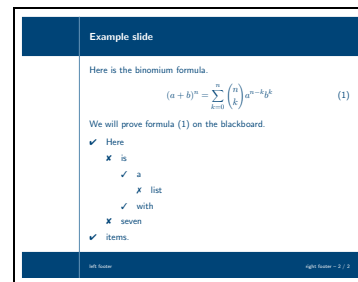 Example slide
Here is the binomium formula.
(a + b)^n = ∑_{k=0}^{n} \binom{n}{k} a^{n−k} b^k (1)
We will prove formula (1) on the blackboard.
✔ Here
✘ is
✓ a
✗ list
✓ with
✘ seven
✔ items.
left footer right footer – 2 / 2